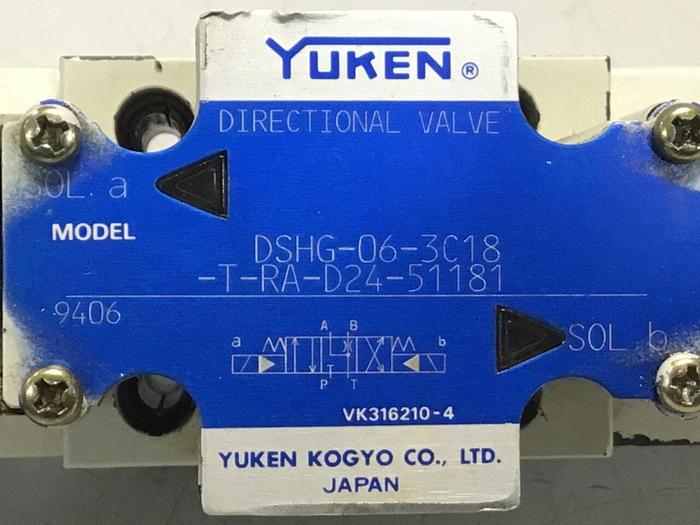 YUKEN®
DIRECTIONAL VALVE
SOL. a
MODEL
DSHG-06-3C18
-T-RA-D24-51181
9406
a A B b
T
P T
SOL b
VK316210-4
YUKEN KOGYO CO., LTD.
JAPAN